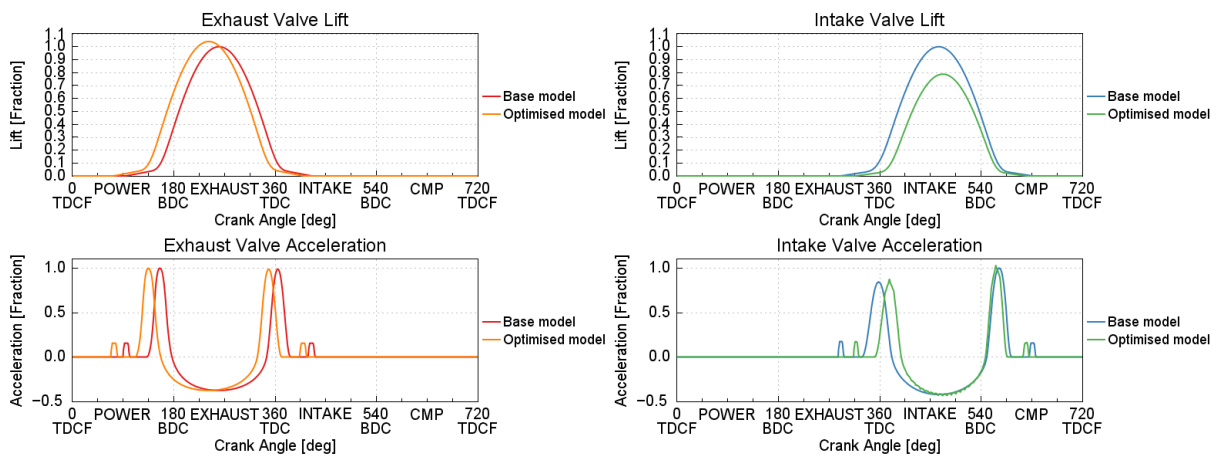 Exhaust Valve Lift
Lift [Fraction]
1.1
1.0
0.9
0.8
0.7
0.6
0.5
0.4
0.3
0.2
0.1
0.0
0 POWER 180 EXHAUST 360 INTAKE 540 CMP 720
TDCF BDC TDC BDC TDCF
Crank Angle [deg]
Base model
Optimised model
Intake Valve Lift
Lift [Fraction]
1.1
1.0
0.9
0.8
0.7
0.6
0.5
0.4
0.3
0.2
0.1
0.0
0 POWER 180 EXHAUST 360 INTAKE 540 CMP 720
TDCF BDC TDC BDC TDCF
Crank Angle [deg]
Base model
Optimised model
Exhaust Valve Acceleration
Acceleration [Fraction]
1.0
0.5
0.0
−0.5
0 POWER 180 EXHAUST 360 INTAKE 540 CMP 720
TDCF BDC TDC BDC TDCF
Crank Angle [deg]
Base model
Optimised model
Intake Valve Acceleration
Acceleration [Fraction]
1.0
0.5
0.0
−0.5
0 POWER 180 EXHAUST 360 INTAKE 540 CMP 720
TDCF BDC TDC BDC TDCF
Crank Angle [deg]
Base model
Optimised model